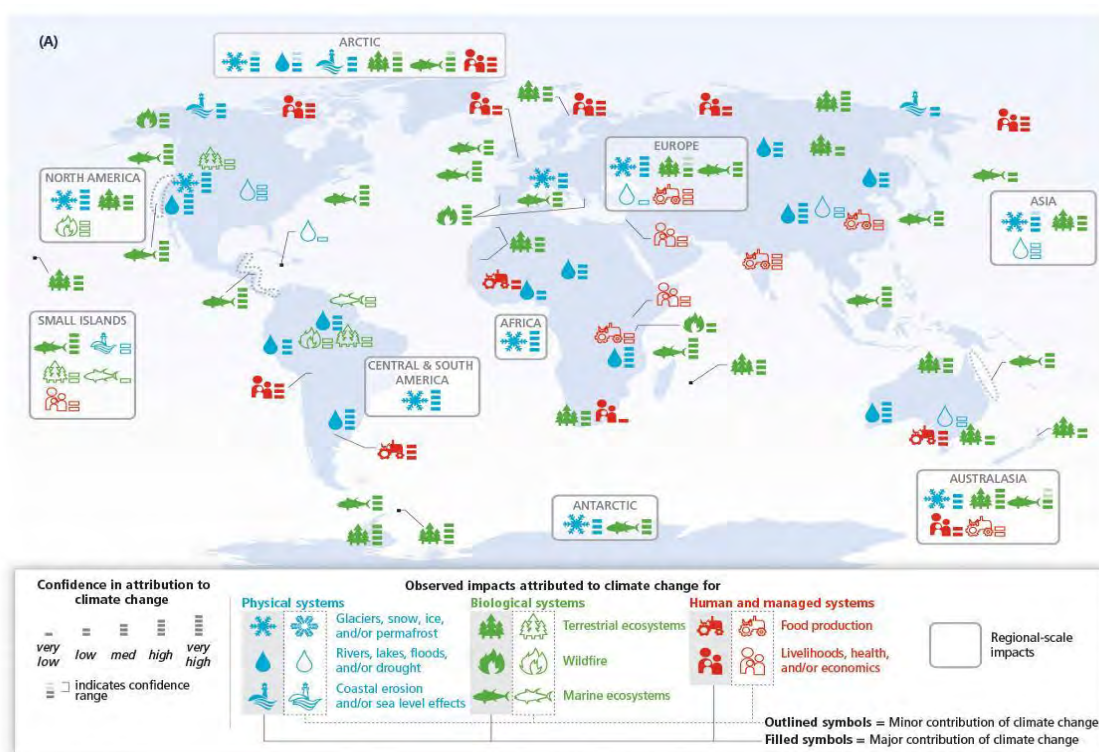 (A)
ARCTIC
EUROPE
NORTH AMERICA
ASIA
SMALL ISLANDS
AFRICA
CENTRAL & SOUTH
AMERICA
AUSTRALASIA
ANTARCTIC
Confidence in attribution to
climate change
very
low
low
med
high
very
high
indicates confidence
range
Observed impacts attributed to climate change for
Physical systems
Glaciers, snow, ice,
and/or permafrost
Rivers, lakes, floods,
and/or drought
Coastal erosion
and/or sea level effects
Biological systems
Terrestrial ecosystems
Wildfire
Marine ecosystems
Human and managed systems
Food production
Livelihoods, health,
and/or economics
Regional-scale
impacts
Outlined symbols = Minor contribution of climate change
Filled symbols = Major contribution of climate change